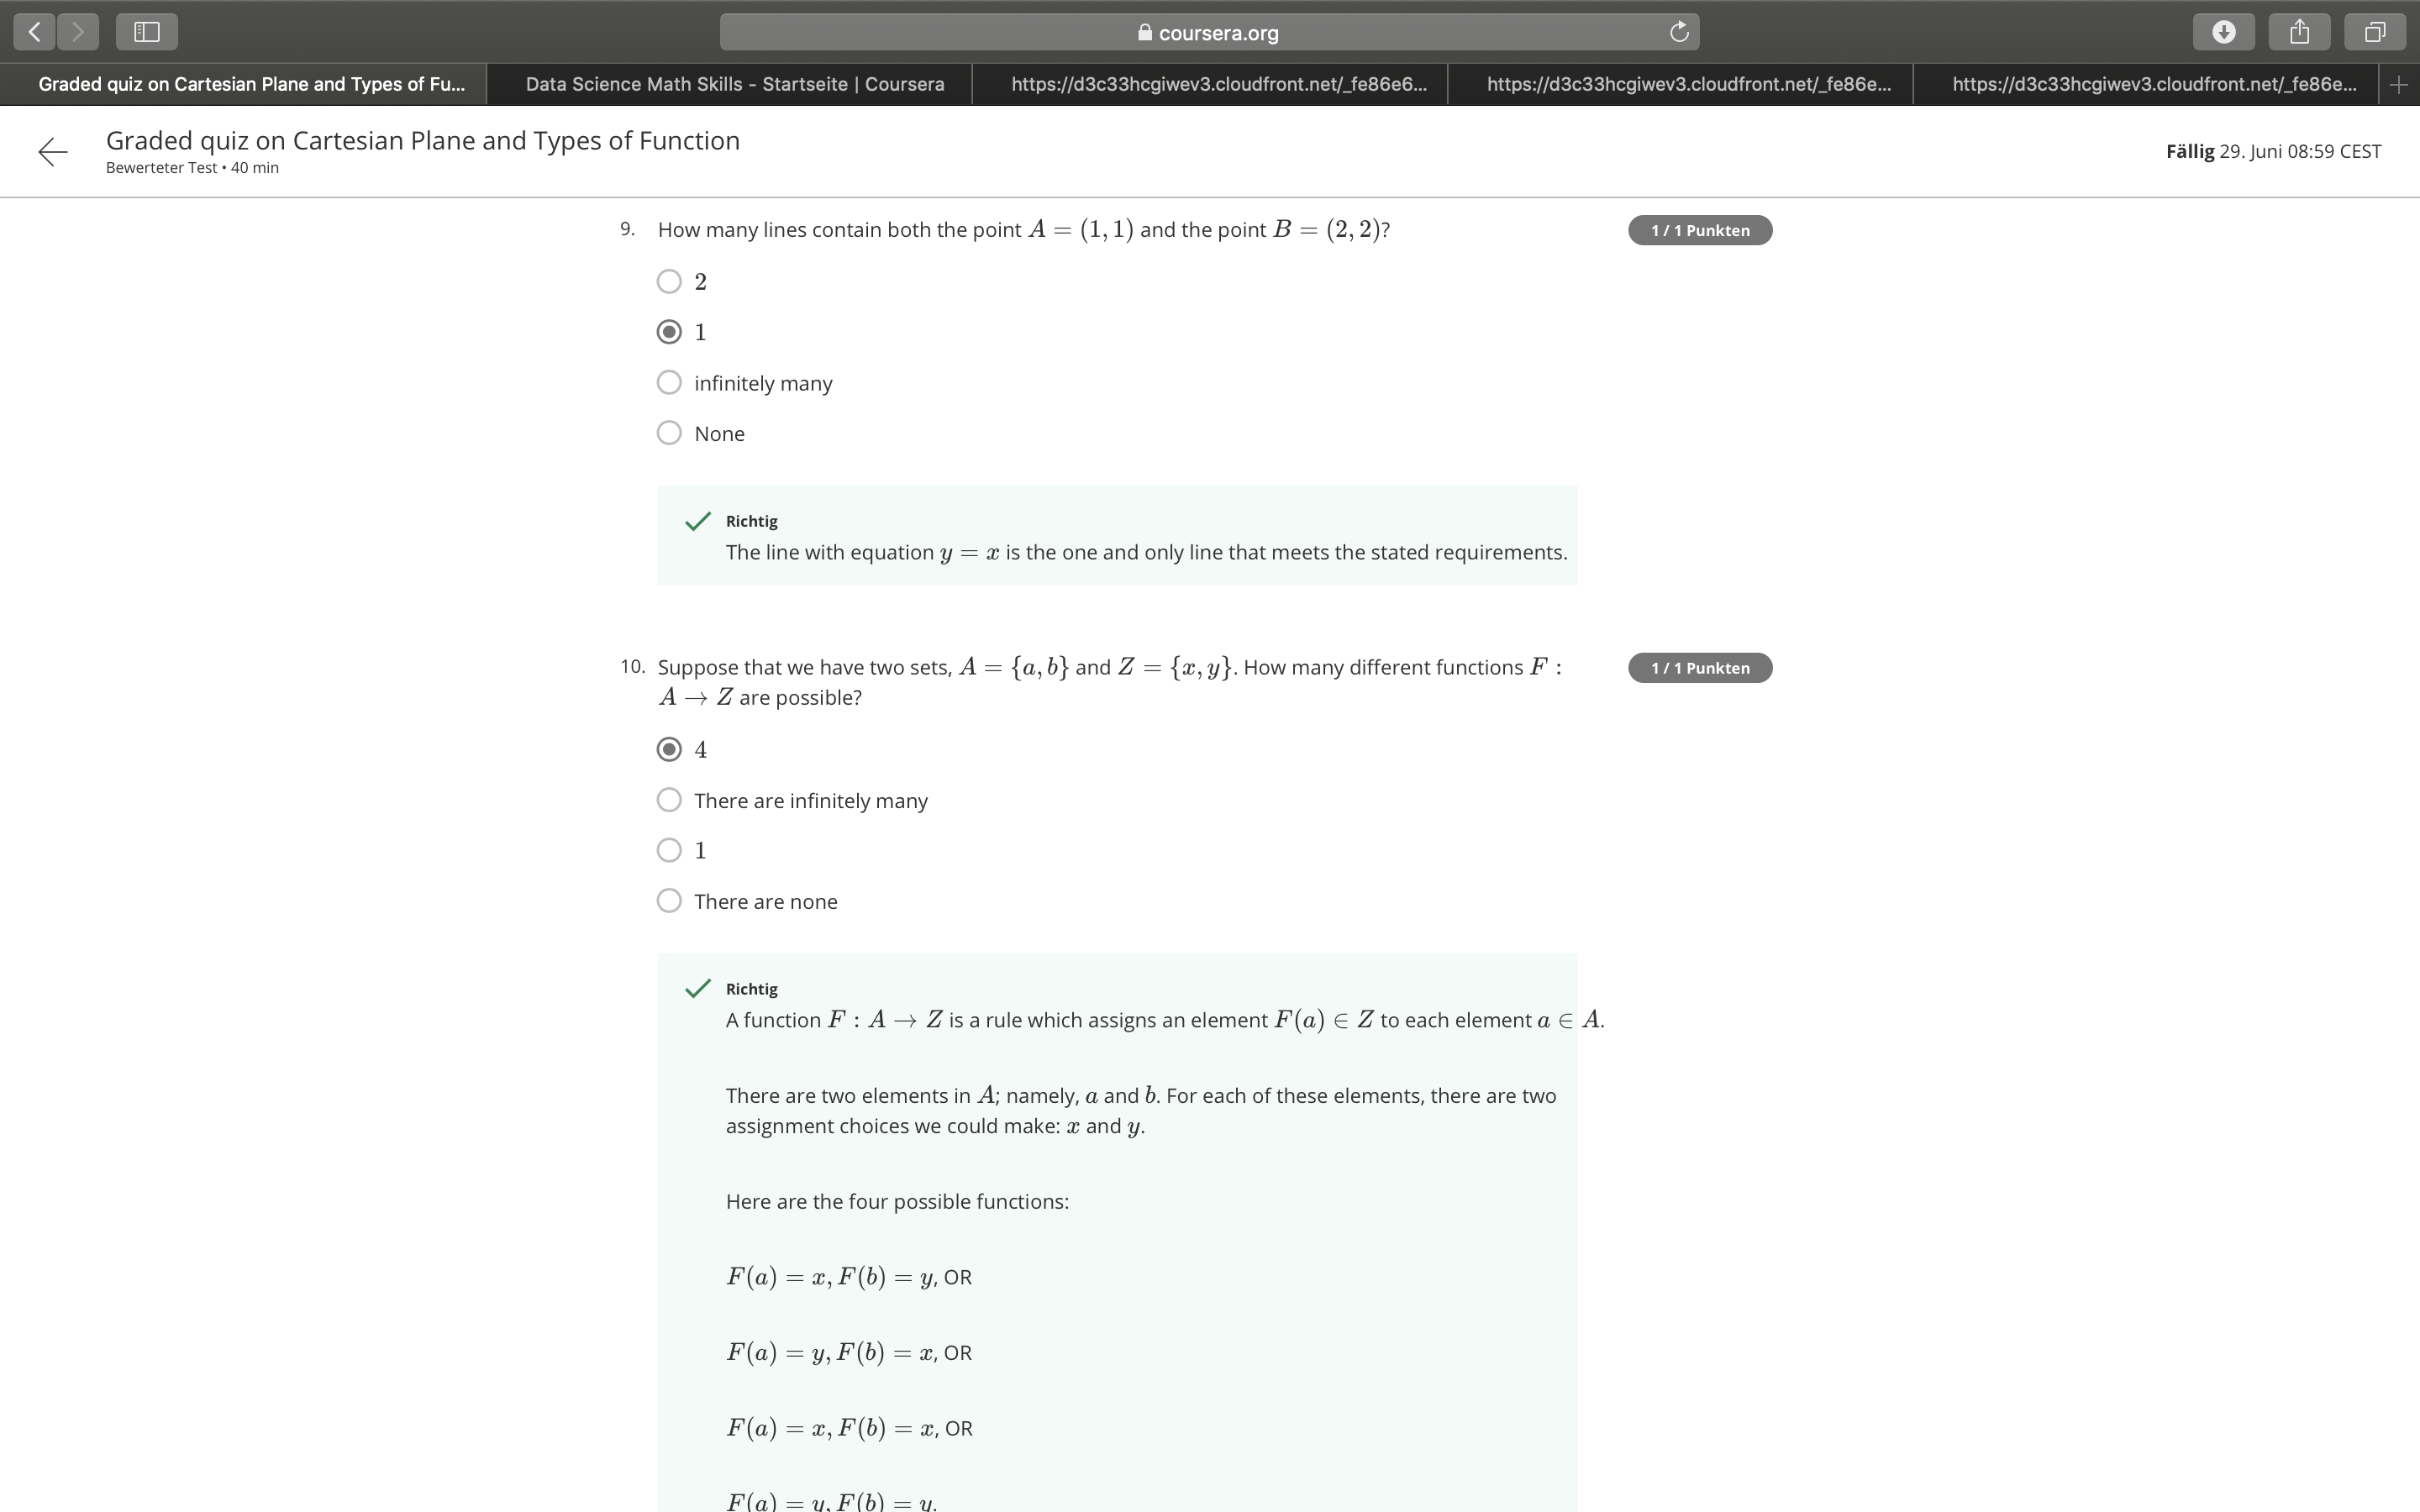 coursera.org
Graded quiz on Cartesian Plane and Types of Fu...
Data Science Math Skills - Startseite | Coursera
https://d3c33hcgiwev3.cloudfront.net/_fe86e6...
https://d3c33hcgiwev3.cloudfront.net/_fe86e...
https://d3c33hcgiwev3.cloudfront.net/_fe86e...
Graded quiz on Cartesian Plane and Types of Function
Bewerteter Test • 40 min
Fällig 29. Juni 08:59 CEST
9. How many lines contain both the point A = (1, 1) and the point B = (2, 2)?
1 / 1 Punkten
2
1
infinitely many
None
Richtig
The line with equation y = x is the one and only line that meets the stated requirements.
10. Suppose that we have two sets, A = {a, b} and Z = {x, y}. How many different functions F :
A → Z are possible?
1 / 1 Punkten
4
There are infinitely many
1
There are none
Richtig
A function F : A → Z is a rule which assigns an element F(a) ∈ Z to each element a ∈ A.
There are two elements in A; namely, a and b. For each of these elements, there are two
assignment choices we could make: x and y.
Here are the four possible functions:
F(a) = x, F(b) = y, OR
F(a) = y, F(b) = x, OR
F(a) = x, F(b) = x, OR
F(a) = y, F(b) = y.